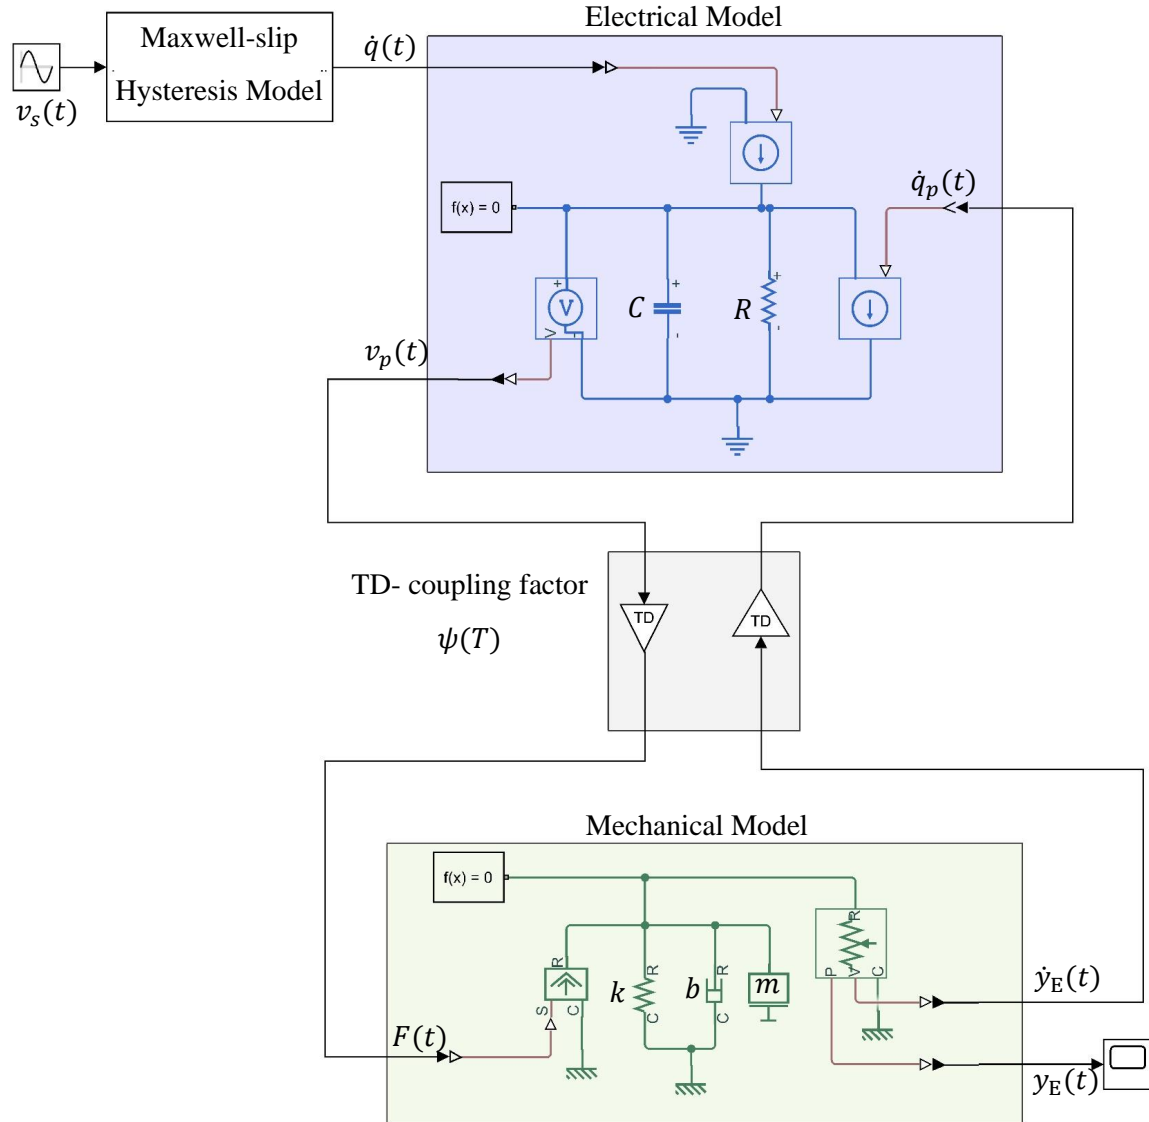 Electrical Model
Maxwell-slip
Hysteresis Model
v_s(t)
q̇(t)
q̇_p(t)
f(x) = 0
+
V
V
-
+
C
-
+
R
-
v_p(t)
TD- coupling factor
ψ(T)
TD
TD
Mechanical Model
f(x) = 0
R
S
C
R
k
C
R
b
C
m
R
P
V
C
ẏ_E(t)
F(t)
y_E(t)